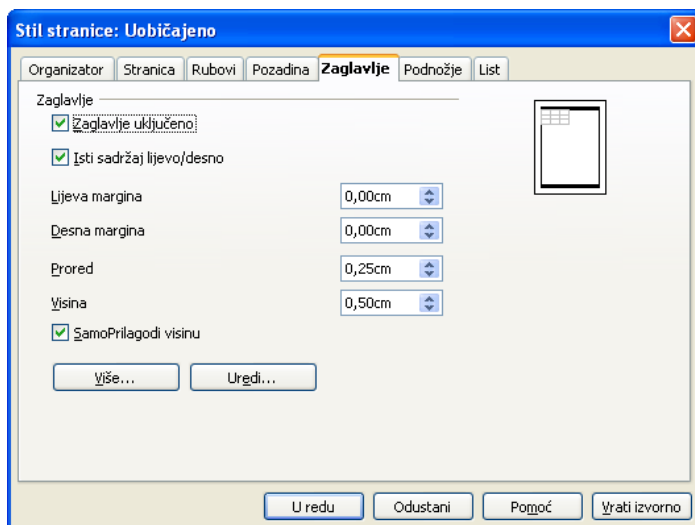 Stil stranice: Uobičajeno
Organizator Stranica Rubovi Pozadina Zaglavlje Podnožje List
Zaglavlje
Zaglavlje uključeno
Isti sadržaj lijevo/desno
Lijeva margina 0,00cm
Desna margina 0,00cm
Prored 0,25cm
Visina 0,50cm
SamoPrilagodi visinu
Više... Uredi...
U redu Odustani Pomoć Vrati izvorno